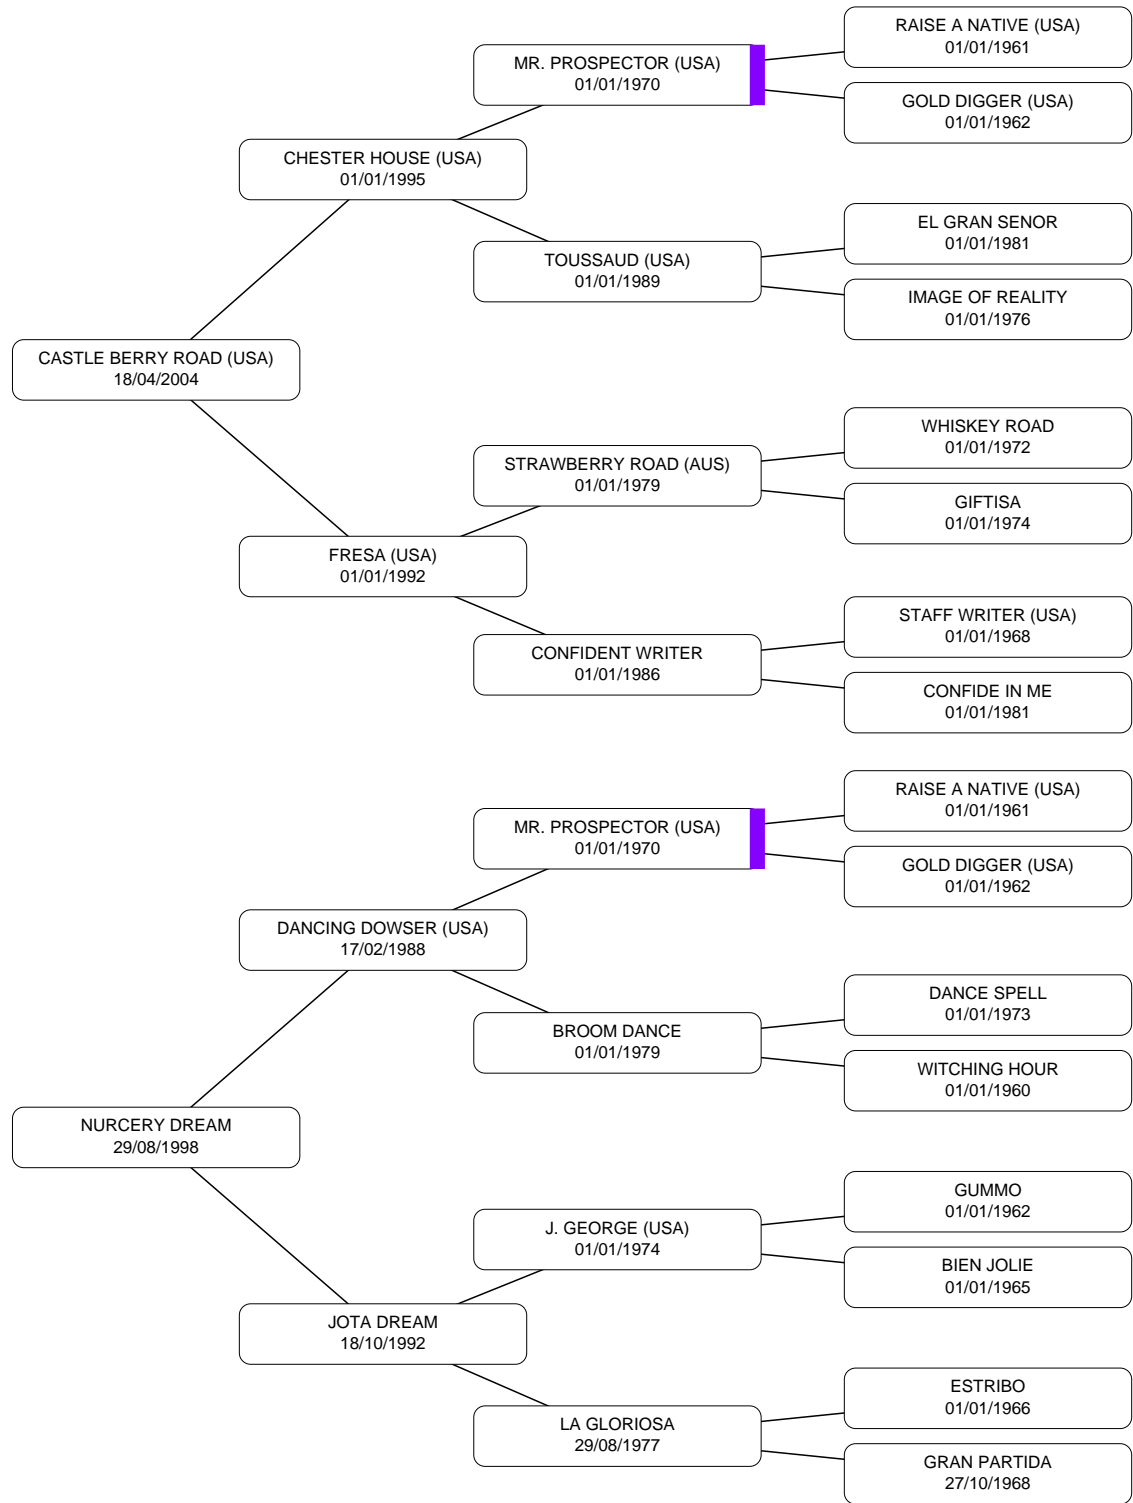 RAISE A NATIVE (USA)
01/01/1961
MR. PROSPECTOR (USA)
01/01/1970
GOLD DIGGER (USA)
01/01/1962
CHESTER HOUSE (USA)
01/01/1995
EL GRAN SENOR
01/01/1981
TOUSSAUD (USA)
01/01/1989
IMAGE OF REALITY
01/01/1976
CASTLE BERRY ROAD (USA)
18/04/2004
WHISKEY ROAD
01/01/1972
STRAWBERRY ROAD (AUS)
01/01/1979
GIFTISA
01/01/1974
FRESA (USA)
01/01/1992
STAFF WRITER (USA)
01/01/1968
CONFIDENT WRITER
01/01/1986
CONFIDE IN ME
01/01/1981
RAISE A NATIVE (USA)
01/01/1961
MR. PROSPECTOR (USA)
01/01/1970
GOLD DIGGER (USA)
01/01/1962
DANCING DOWSER (USA)
17/02/1988
DANCE SPELL
01/01/1973
BROOM DANCE
01/01/1979
WITCHING HOUR
01/01/1960
NURCERY DREAM
29/08/1998
GUMMO
01/01/1962
J. GEORGE (USA)
01/01/1974
BIEN JOLIE
01/01/1965
JOTA DREAM
18/10/1992
ESTRIBO
01/01/1966
LA GLORIOSA
29/08/1977
GRAN PARTIDA
27/10/1968